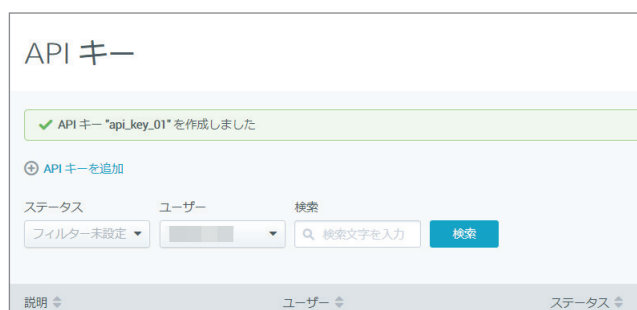 API キー
API キー "api_key_01" を作成しました
API キーを追加
ステータス ユーザー 検索
フィルター未設定 検索文字を入力 検索
説明 ユーザー ステータス